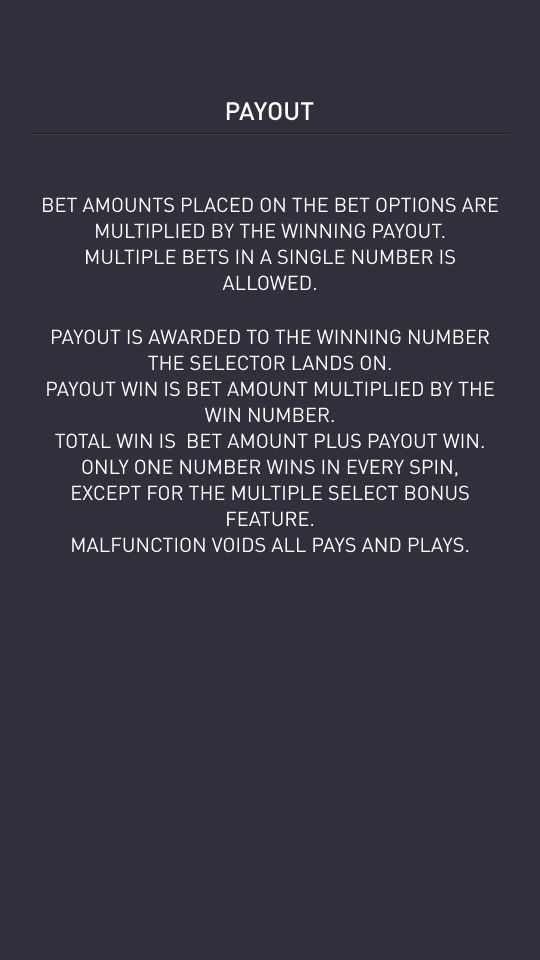 PAYOUT
BET AMOUNTS PLACED ON THE BET OPTIONS ARE
MULTIPLIED BY THE WINNING PAYOUT.
MULTIPLE BETS IN A SINGLE NUMBER IS
ALLOWED.
PAYOUT IS AWARDED TO THE WINNING NUMBER
THE SELECTOR LANDS ON.
PAYOUT WIN IS BET AMOUNT MULTIPLIED BY THE
WIN NUMBER.
TOTAL WIN IS  BET AMOUNT PLUS PAYOUT WIN.
ONLY ONE NUMBER WINS IN EVERY SPIN,
EXCEPT FOR THE MULTIPLE SELECT BONUS
FEATURE.
MALFUNCTION VOIDS ALL PAYS AND PLAYS.